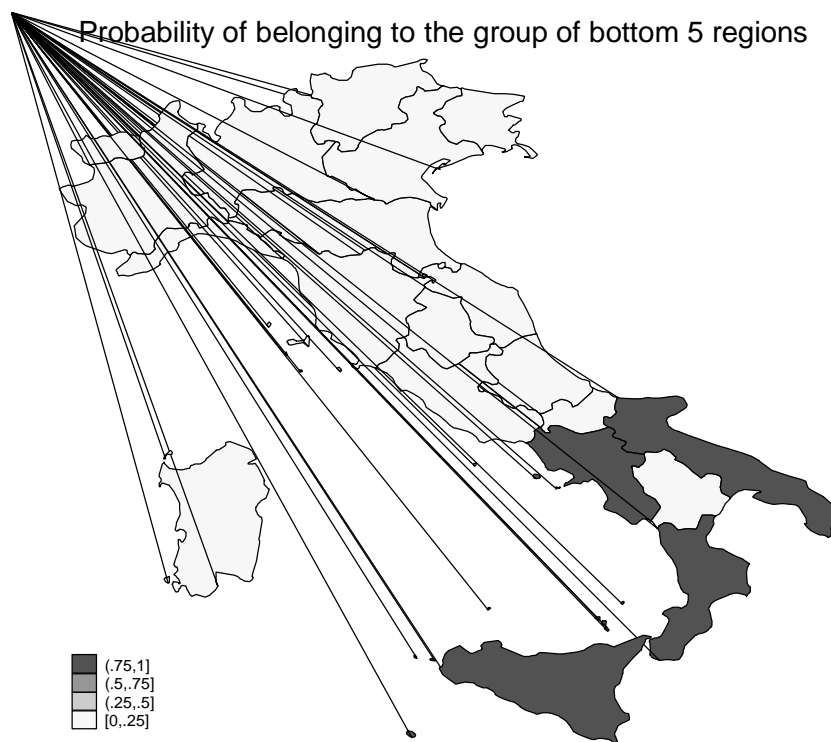 Probability of belonging to the group of bottom 5 regions
(.75,1]
(.5,.75]
(.25,.5]
[0,.25]